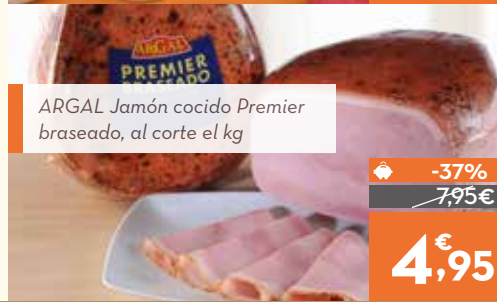 ARGAL
PREMIER
BRASEADO
ARGAL Jamón cocido Premier
braseado, al corte el kg
-37%
7,95€
4,95€